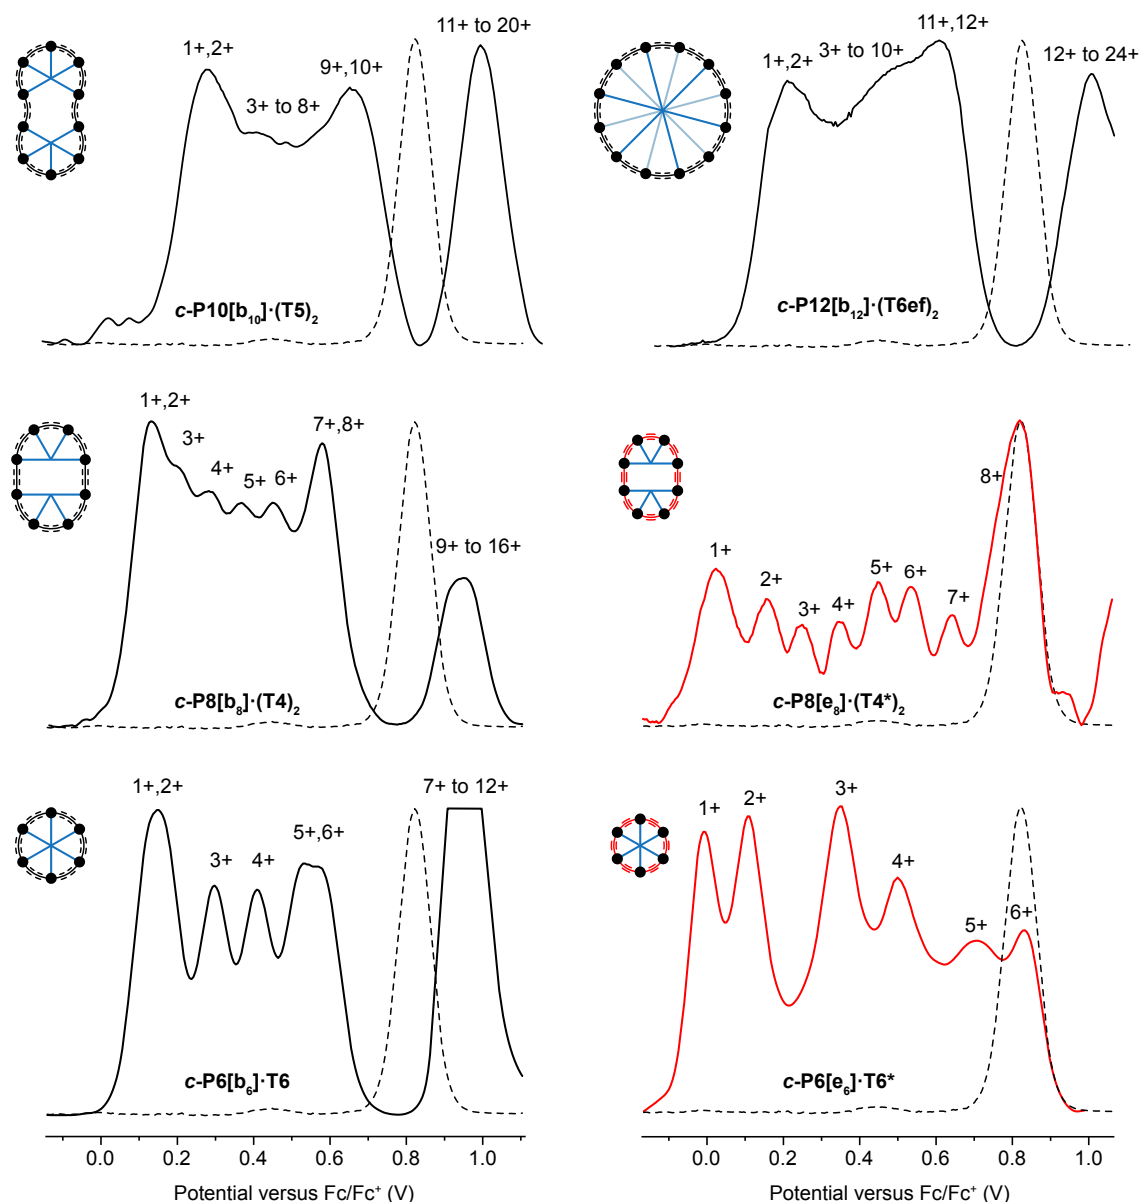 1+,2+
3+ to 8+
9+,10+
11+ to 20+
c-P10[b10]·(T5)2
1+,2+
3+ to 10+
11+,12+
12+ to 24+
c-P12[b12]·(T6ef)2
1+,2+
3+
4+
5+
6+
7+,8+
9+ to 16+
c-P8[b8]·(T4)2
1+
2+
3+
4+
5+
6+
7+
8+
c-P8[e8]·(T4*)2
1+,2+
3+
4+
5+,6+
7+ to 12+
c-P6[b6]·T6
1+
2+
3+
4+
5+
6+
c-P6[e6]·T6*
0.0 0.2 0.4 0.6 0.8 1.0
Potential versus Fc/Fc+ (V)
0.0 0.2 0.4 0.6 0.8 1.0
Potential versus Fc/Fc+ (V)